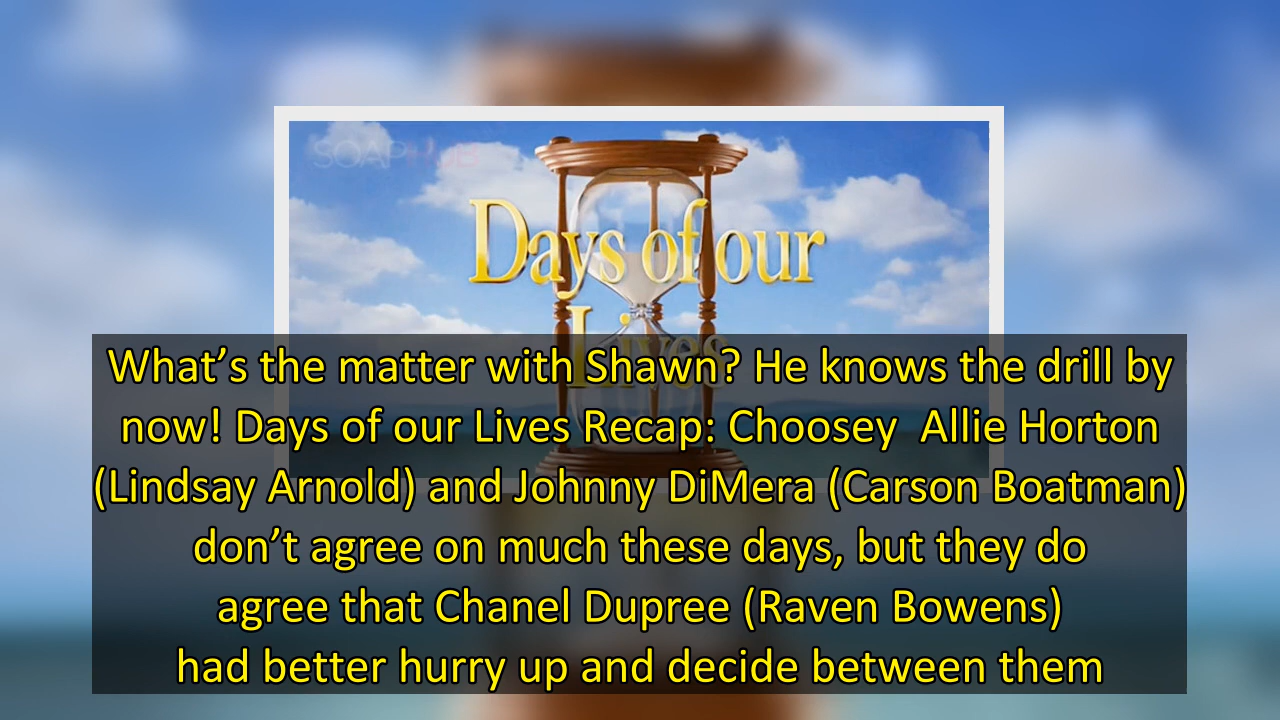 SOAPHUB
Days of our
Lives
What’s the matter with Shawn? He knows the drill by
now! Days of our Lives Recap: Choosey  Allie Horton
(Lindsay Arnold) and Johnny DiMera (Carson Boatman)
don’t agree on much these days, but they do
agree that Chanel Dupree (Raven Bowens)
had better hurry up and decide between them